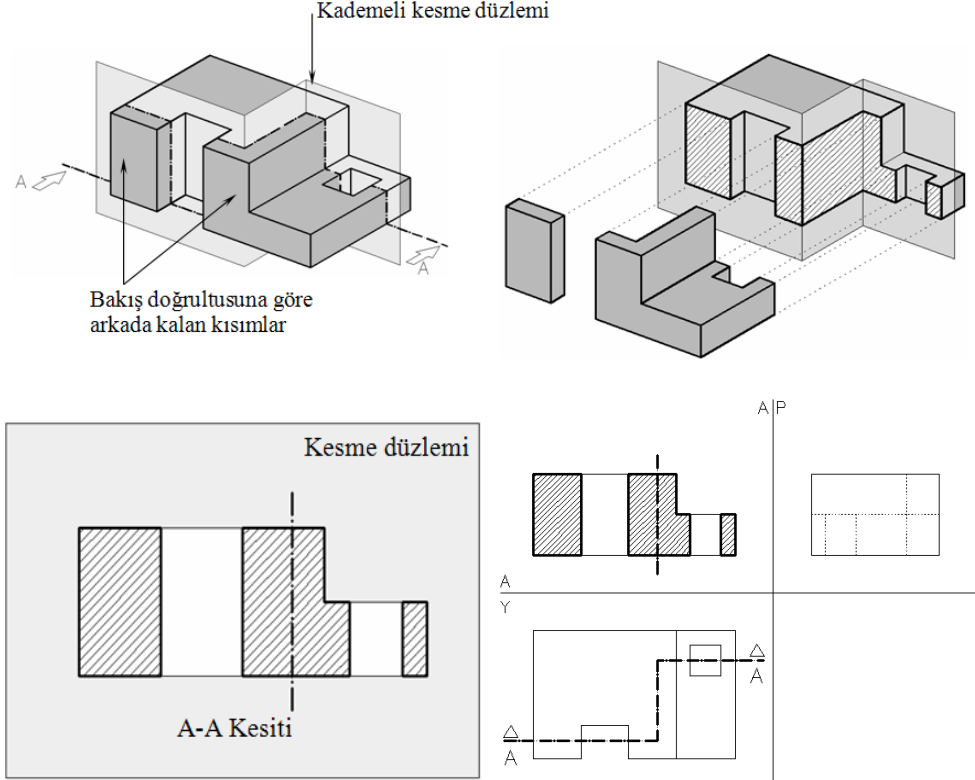 Kademeli kesme düzlemi
A
A
Bakış doğrultusuna göre
arkada kalan kısımlar
Kesme düzlemi
A-A Kesiti
A P
A
Y
A
A